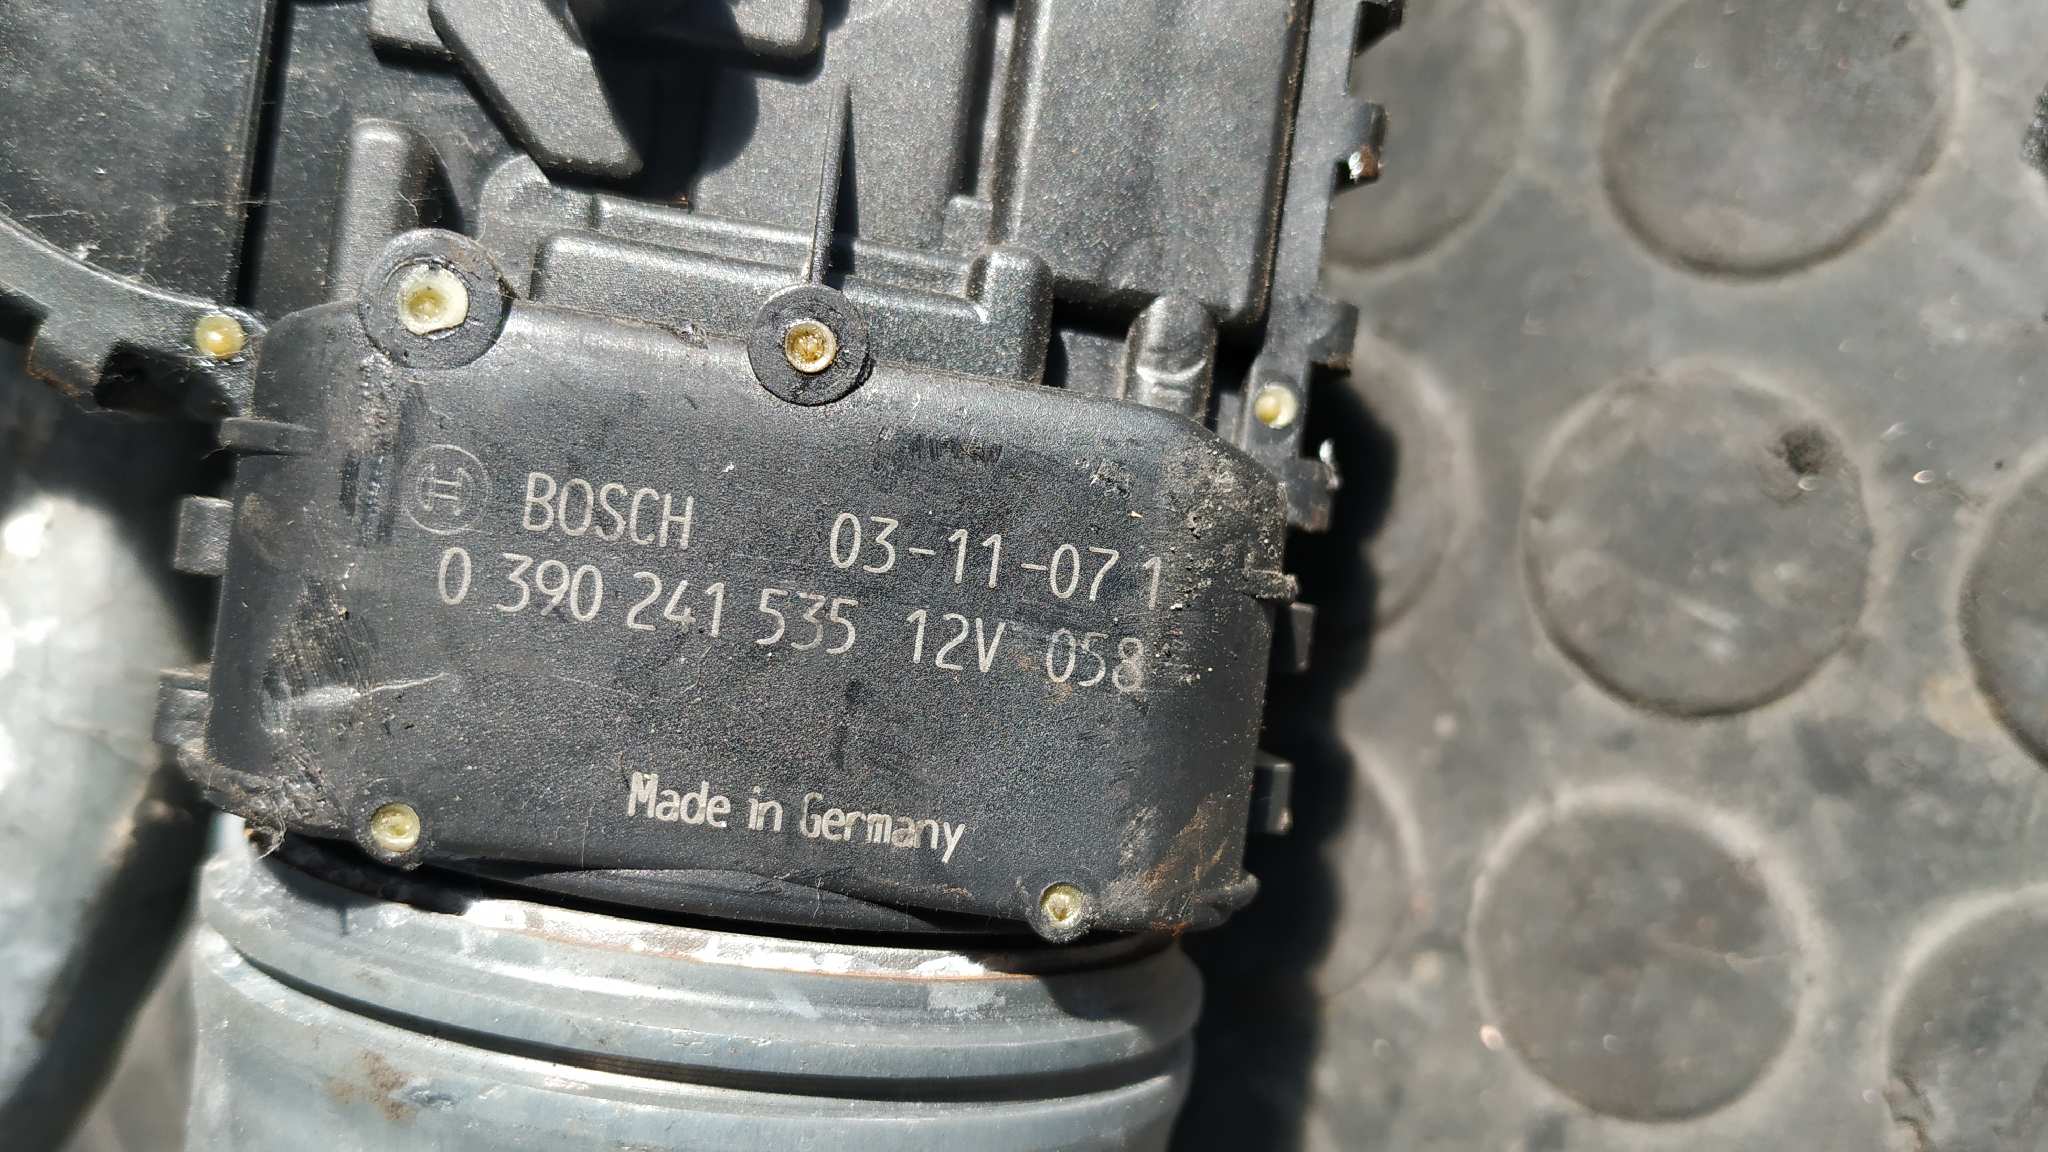 BOSCH 03-11-07 1
0 390 241 535 12V 058
Made in Germany